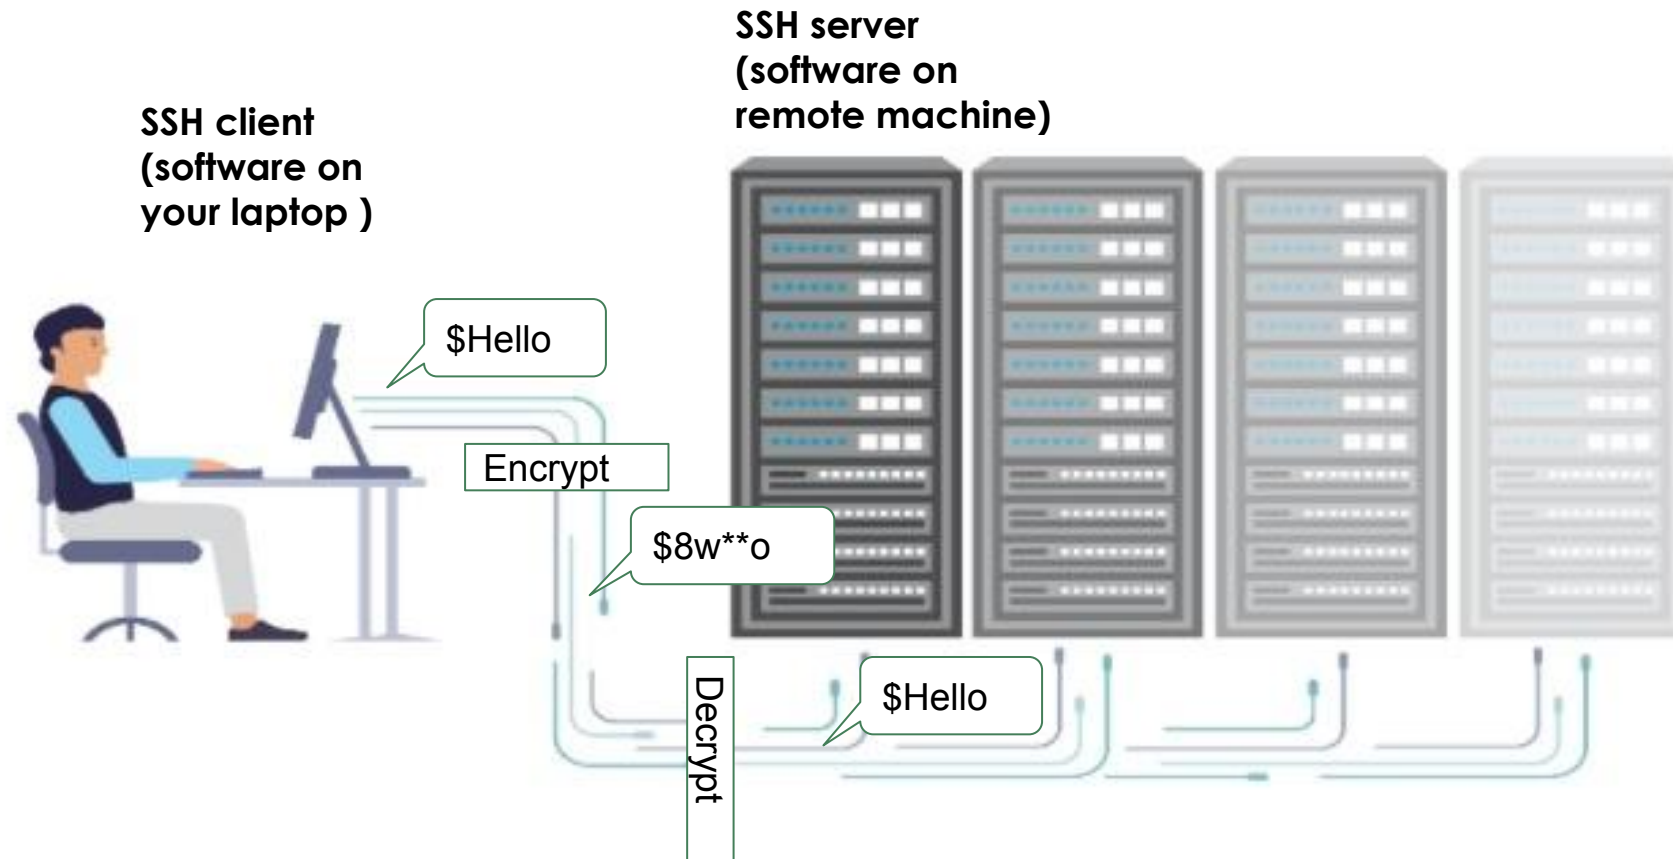 SSH server
(software on
remote machine)
SSH client
(software on
your laptop )
$Hello
Encrypt
$8w**o
Decrypt
$Hello